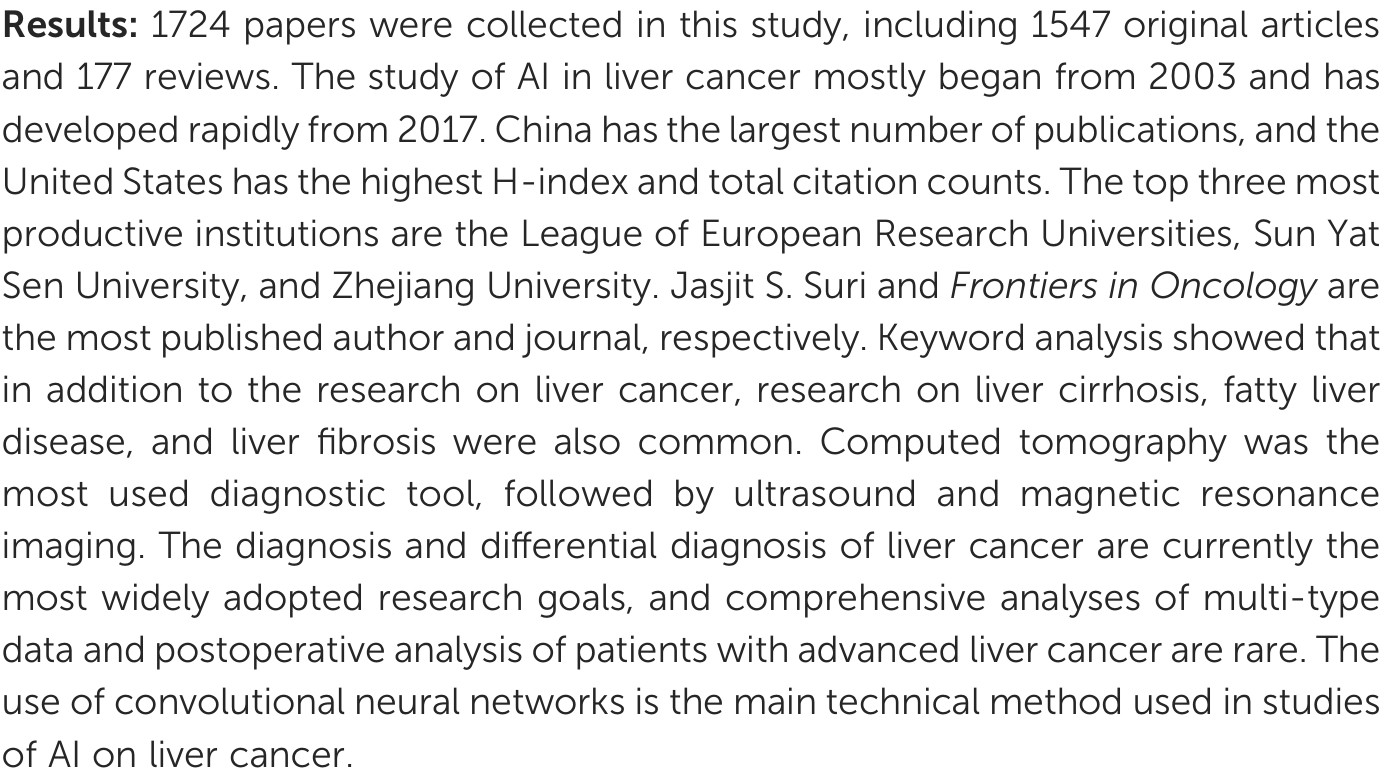 Results: 1724 papers were collected in this study, including 1547 original articles
and 177 reviews. The study of AI in liver cancer mostly began from 2003 and has
developed rapidly from 2017. China has the largest number of publications, and the
United States has the highest H-index and total citation counts. The top three most
productive institutions are the League of European Research Universities, Sun Yat
Sen University, and Zhejiang University. Jasjit S. Suri and Frontiers in Oncology are
the most published author and journal, respectively. Keyword analysis showed that
in addition to the research on liver cancer, research on liver cirrhosis, fatty liver
disease, and liver fibrosis were also common. Computed tomography was the
most used diagnostic tool, followed by ultrasound and magnetic resonance
imaging. The diagnosis and differential diagnosis of liver cancer are currently the
most widely adopted research goals, and comprehensive analyses of multi-type
data and postoperative analysis of patients with advanced liver cancer are rare. The
use of convolutional neural networks is the main technical method used in studies
of AI on liver cancer.